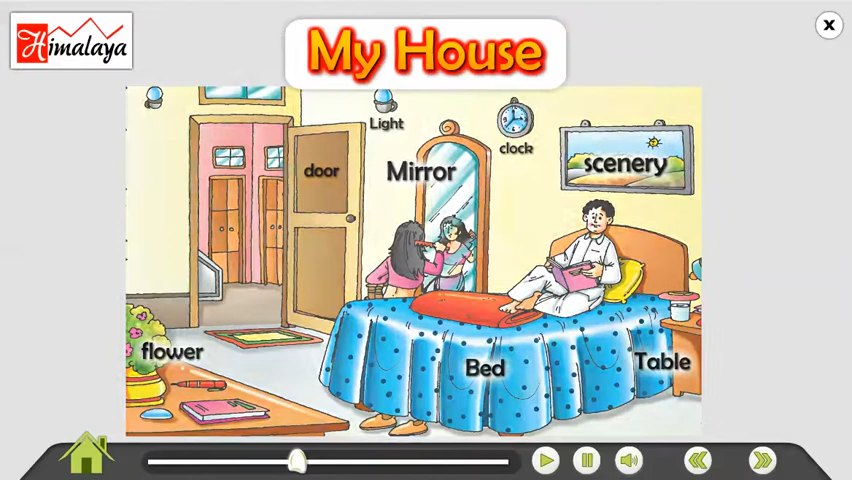 Himalaya
My House
Light
clock
door
Mirror
scenery
flower
Bed
Table